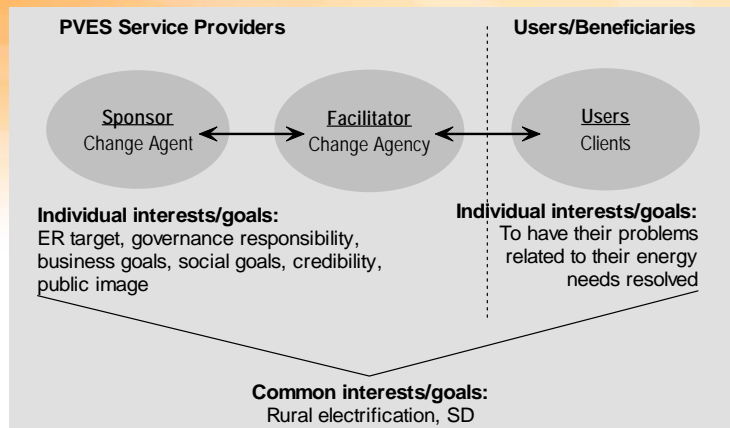 PVES Service Providers
Users/Beneficiaries
Sponsor
Change Agent
Facilitator
Change Agency
Users
Clients
Individual interests/goals:
ER target, governance responsibility,
business goals, social goals, credibility,
public image
Individual interests/goals:
To have their problems
related to their energy
needs resolved
Common interests/goals:
Rural electrification, SD